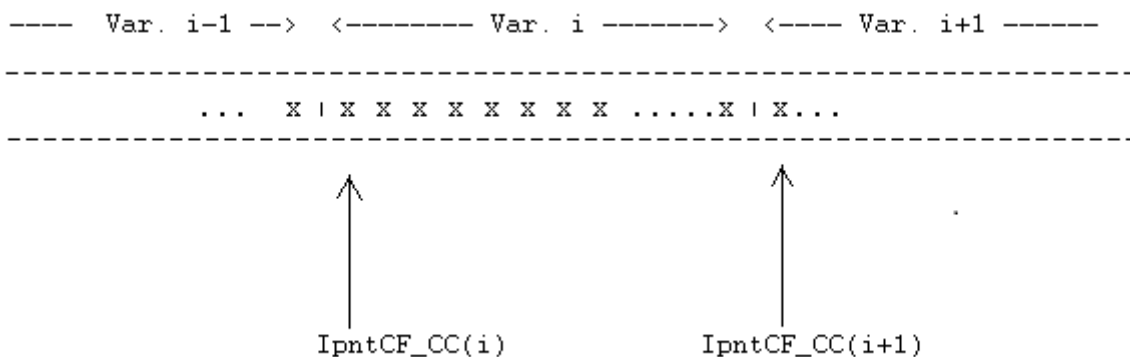 ---- Var. i-1 --> <-------- Var. i -------> <---- Var. i+1 ------
---------------------------------------------------------------
... X | X X X X X X X X .....X | X...
---------------------------------------------------------------
IpntCF_CC(i) IpntCF_CC(i+1)